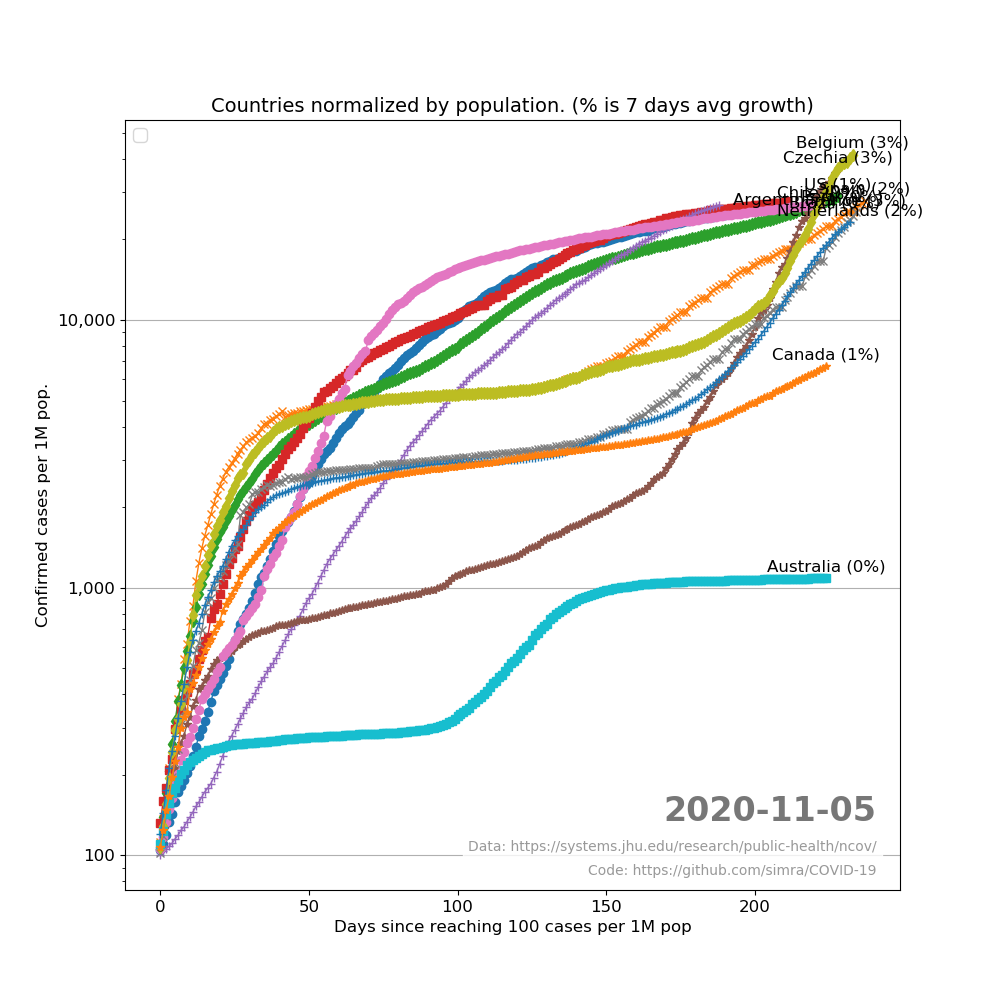 Countries normalized by population. (% is 7 days avg growth)
Belgium (3%)
Czechia (3%)
US (1%)
(2%)
Chile
Argentina
(3%)
Netherlands (2%)
10,000
Canada (1%)
Confirmed cases per 1M pop.
1,000
Australia (0%)
2020-11-05
Data: https://systems.jhu.edu/research/public-health/ncov/
100
Code: https://github.com/simra/COVID-19
0 50 100 150 200
Days since reaching 100 cases per 1M pop